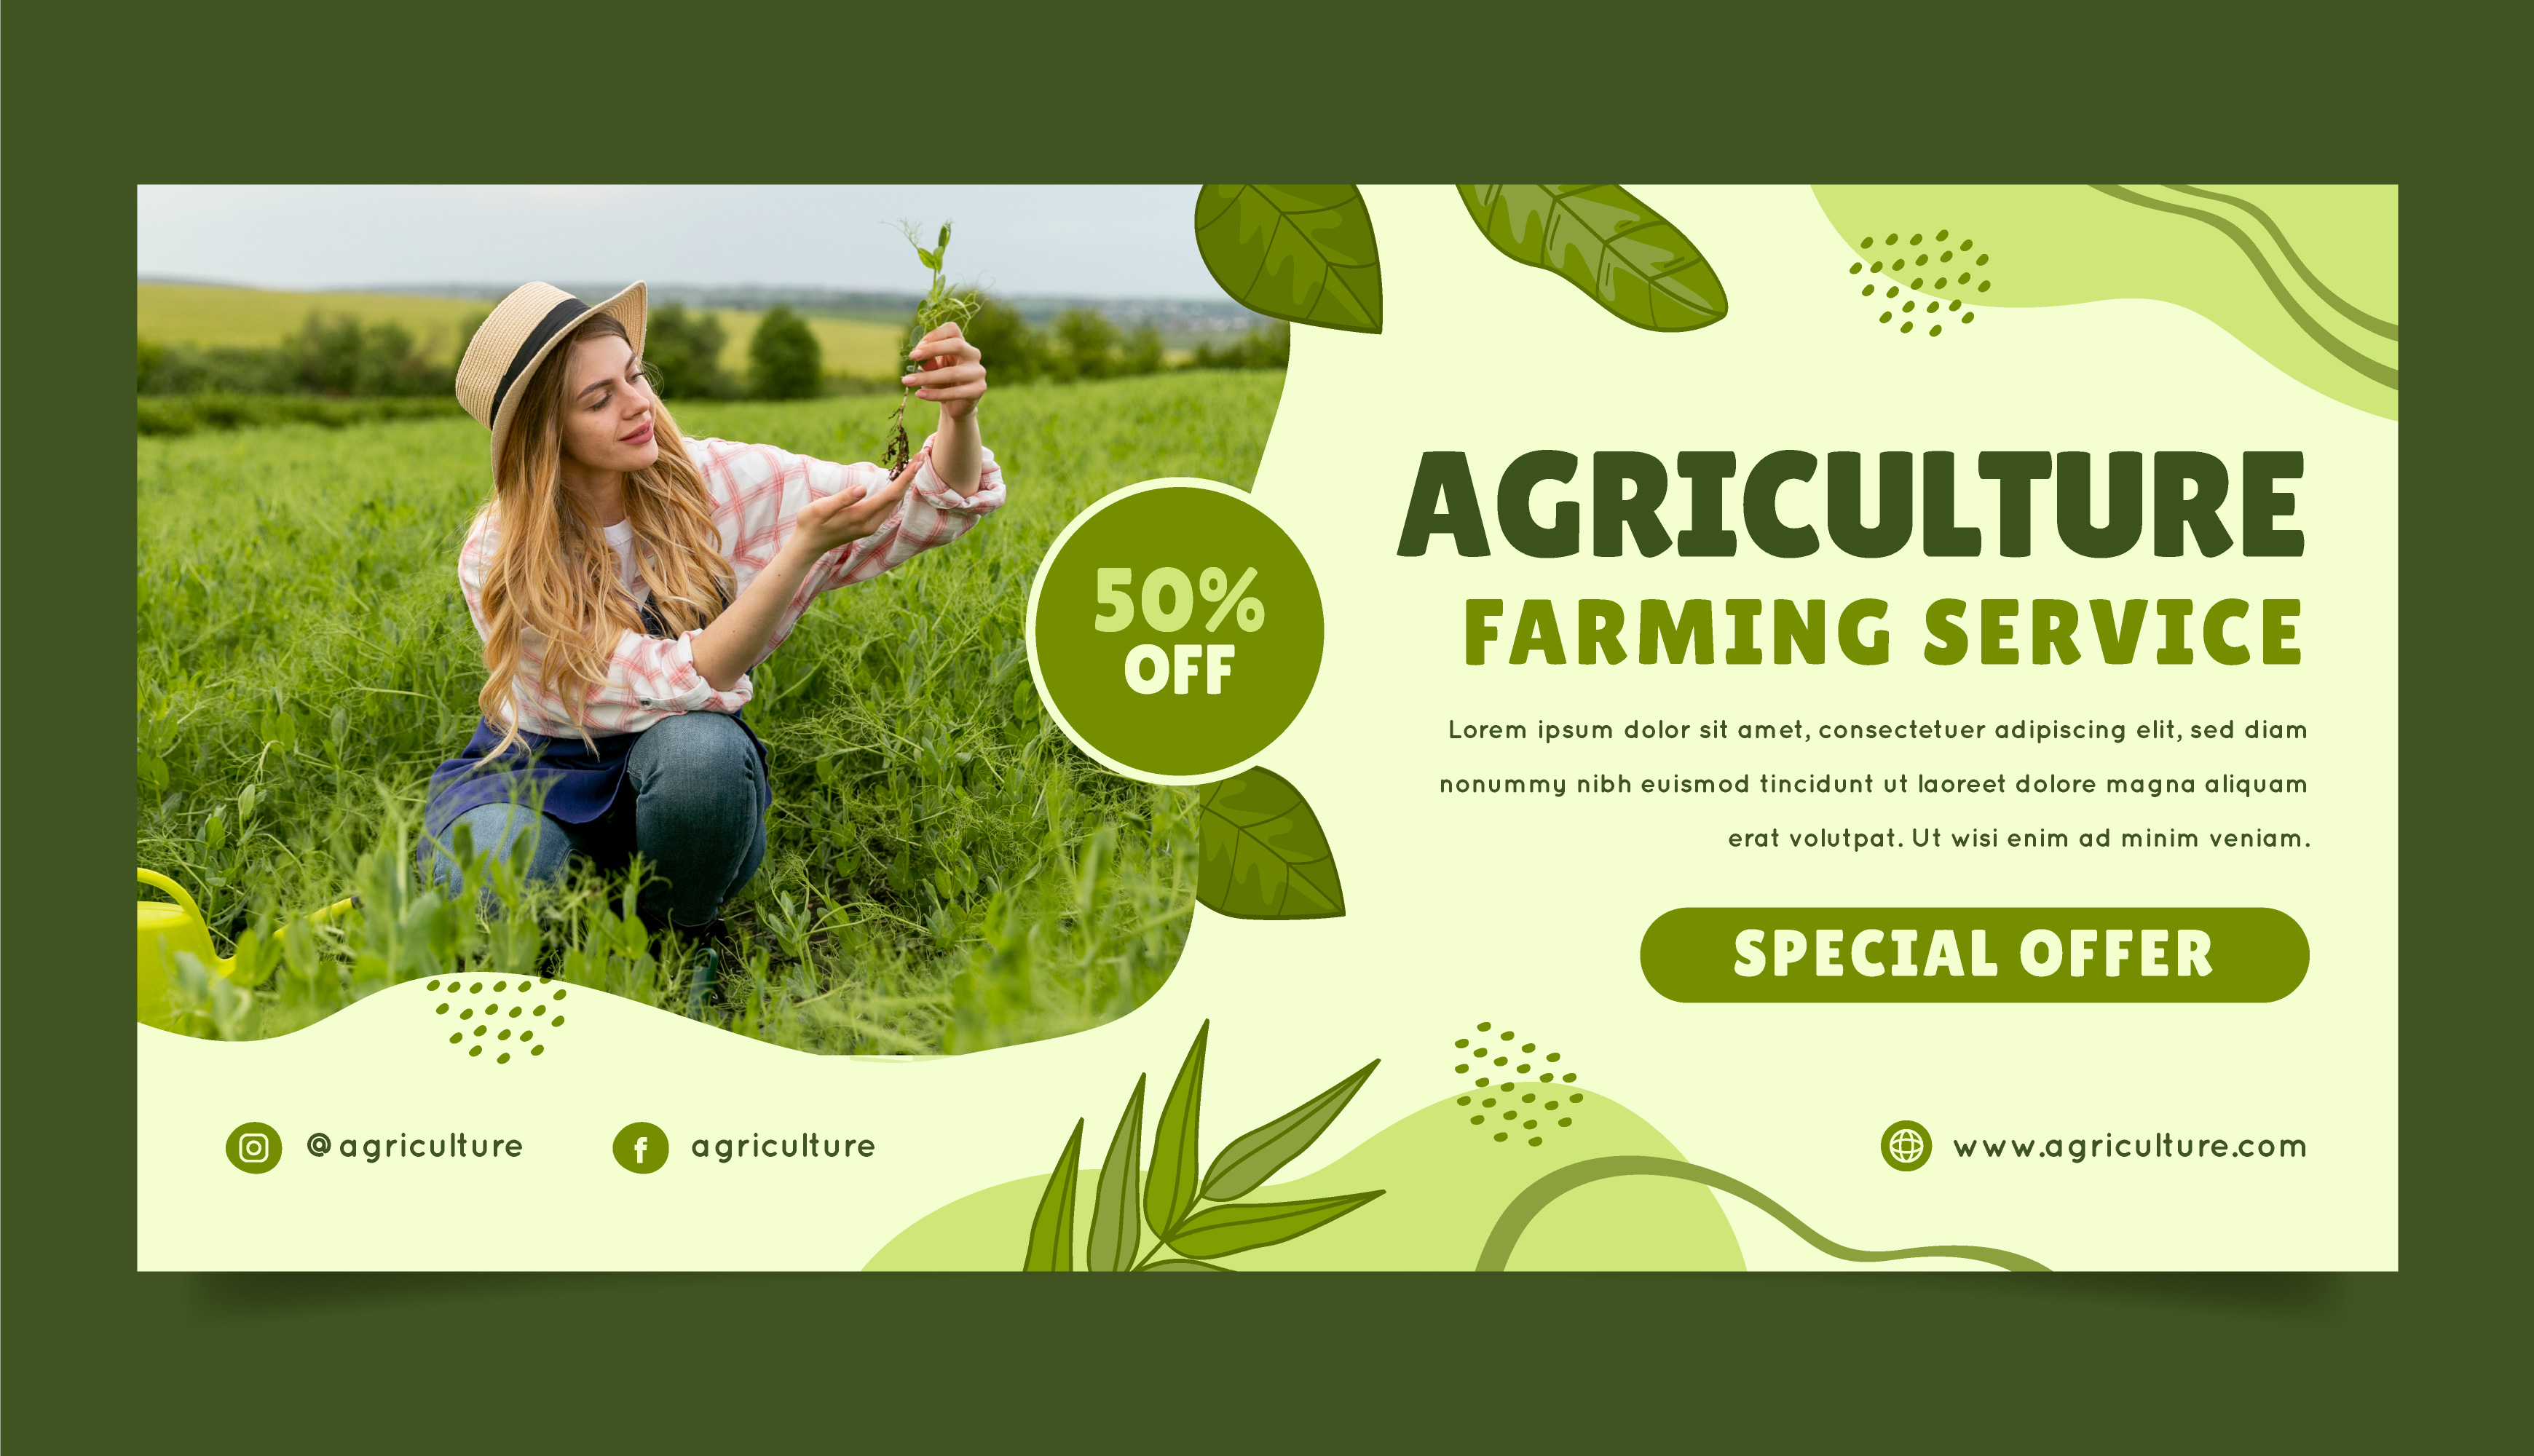 AGRICULTURE
FARMING SERVICE
50%
OFF
Lorem ipsum dolor sit amet, consectetuer adipiscing elit, sed diam
nonummy nibh euismod tincidunt ut laoreet dolore magna aliquam
erat volutpat. Ut wisi enim ad minim veniam.
SPECIAL OFFER
@agriculture
agriculture
www.agriculture.com